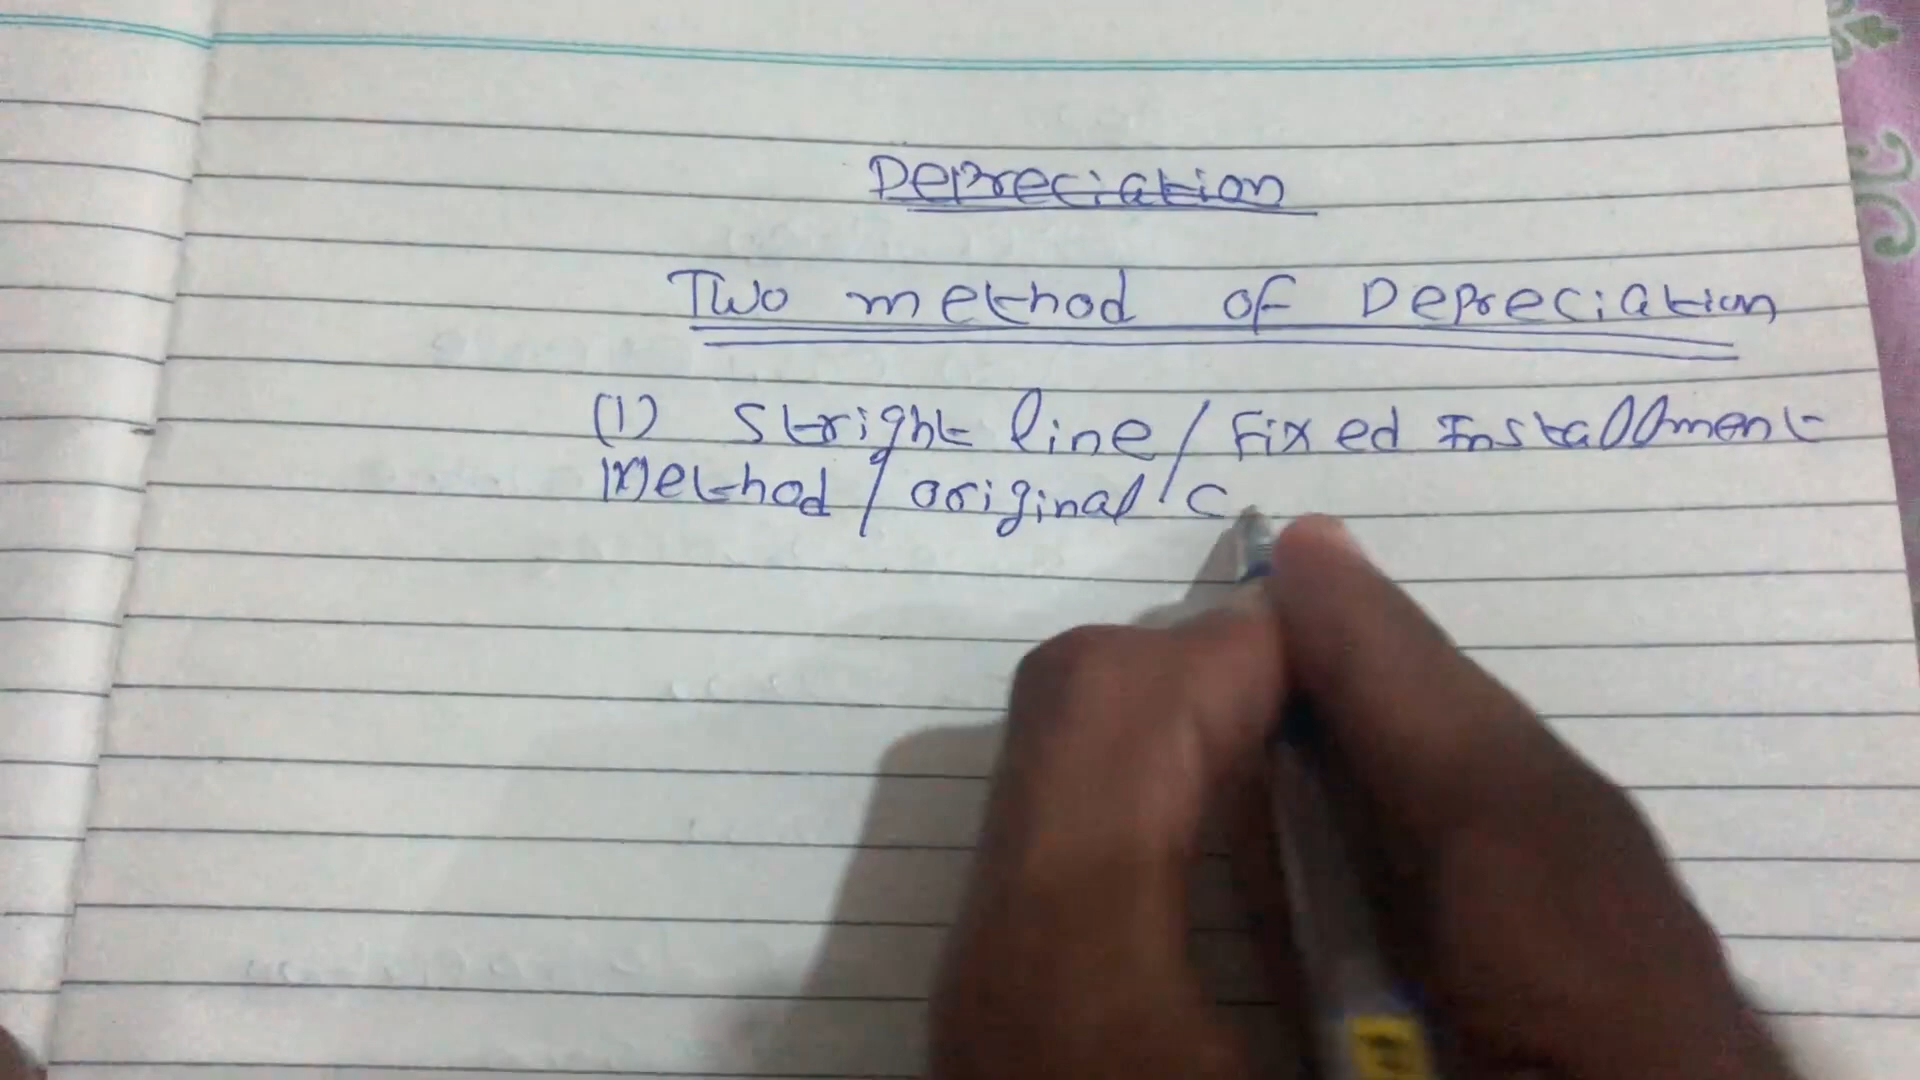 Depreciation
Two method of Depreciation
(1) Stright line / Fixed Installment
Method / original C